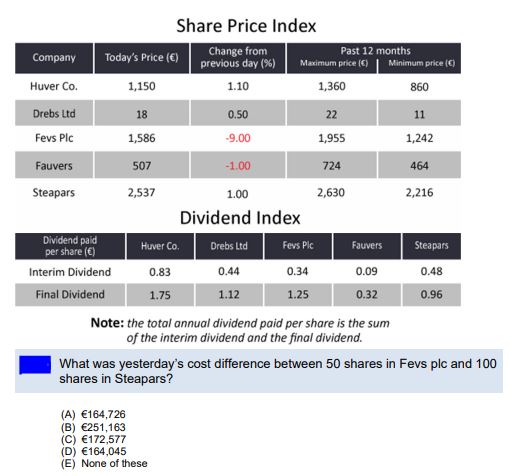 Share Price Index
Company Today's Price (€) Change from previous day (%) Past 12 months Maximum price (€) Minimum price (€)
Huver Co. 1,150 1.10 1,360 860
Drebs Ltd 18 0.50 22 11
Fevs Plc 1,586 -9.00 1,955 1,242
Fauvers 507 -1.00 724 464
Steapars 2,537 1.00 2,630 2,216
Dividend Index
Dividend paid per share (€) Huver Co. Drebs Ltd Fevs Plc Fauvers Steapars
Interim Dividend 0.83 0.44 0.34 0.09 0.48
Final Dividend 1.75 1.12 1.25 0.32 0.96
Note: the total annual dividend paid per share is the sum
of the interim dividend and the final dividend.
What was yesterday's cost difference between 50 shares in Fevs plc and 100
shares in Steapars?
(A) €164,726
(B) €251,163
(C) €172,577
(D) €164,045
(E) None of these